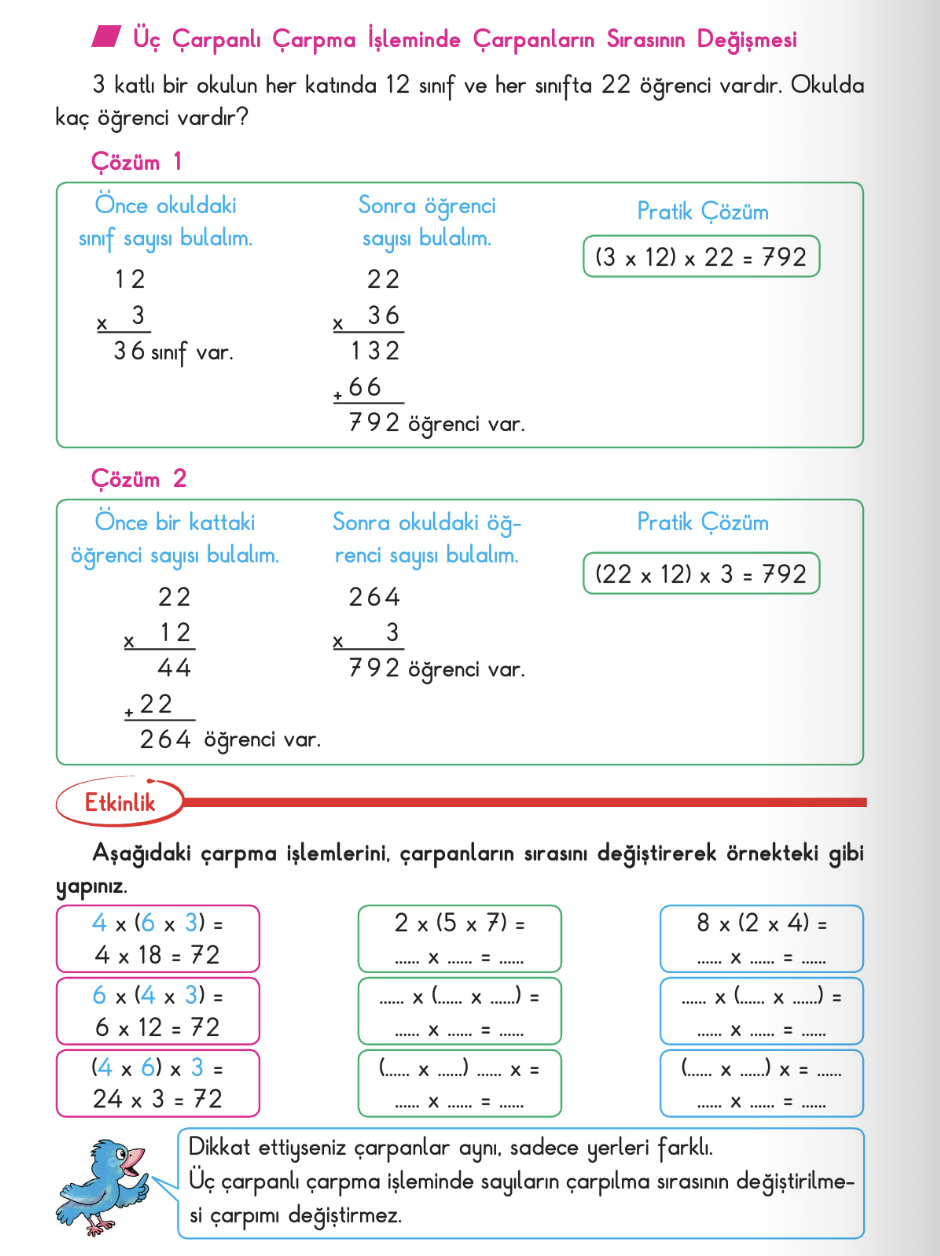 Üç Çarpanlı Çarpma İşleminde Çarpanların Sırasının Değişmesi
3 katlı bir okulun her katında 12 sınıf ve her sınıfta 22 öğrenci vardır. Okulda
kaç öğrenci vardır?
Çözüm 1
Önce okuldaki
sınıf sayısı bulalım.
12
x 3
36 sınıf var.
Sonra öğrenci
sayısı bulalım.
22
x 36
132
+ 66
792 öğrenci var.
Pratik Çözüm
(3 x 12) x 22 = 792
Çözüm 2
Önce bir kattaki
öğrenci sayısı bulalım.
22
x 12
44
+ 22
264 öğrenci var.
Sonra okuldaki öğ-
renci sayısı bulalım.
264
x 3
792 öğrenci var.
Pratik Çözüm
(22 x 12) x 3 = 792
Etkinlik
Aşağıdaki çarpma işlemlerini, çarpanların sırasını değiştirerek örnekteki gibi
yapınız.
4 x (6 x 3) =
4 x 18 = 72
6 x (4 x 3) =
6 x 12 = 72
(4 x 6) x 3 =
24 x 3 = 72
2 x (5 x 7) =
...... x ...... = ......
...... x (...... x ......) =
...... x ...... = ......
(...... x ......) ...... x =
...... x ...... = ......
8 x (2 x 4) =
...... x ...... = ......
...... x (...... x ......) =
...... x ...... = ......
(...... x ......) x = ......
...... x ...... = ......
Dikkat ettiyseniz çarpanlar aynı, sadece yerleri farklı.
Üç çarpanlı çarpma işleminde sayıların çarpılma sırasının değiştirilme-
si çarpımı değiştirmez.